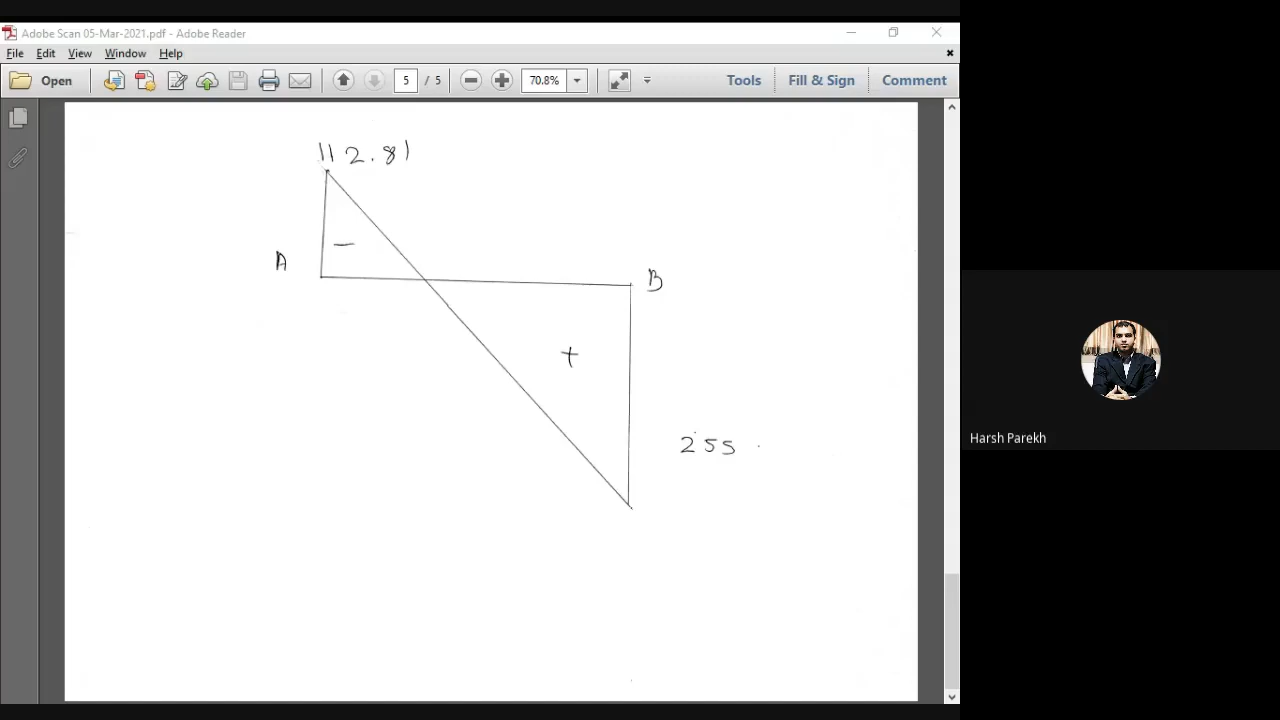 Adobe Scan 05-Mar-2021.pdf - Adobe Reader
File Edit View Window Help
Open 5 / 5 70.8% Tools Fill & Sign Comment
112.81
−
A
B
+
255
Harsh Parekh